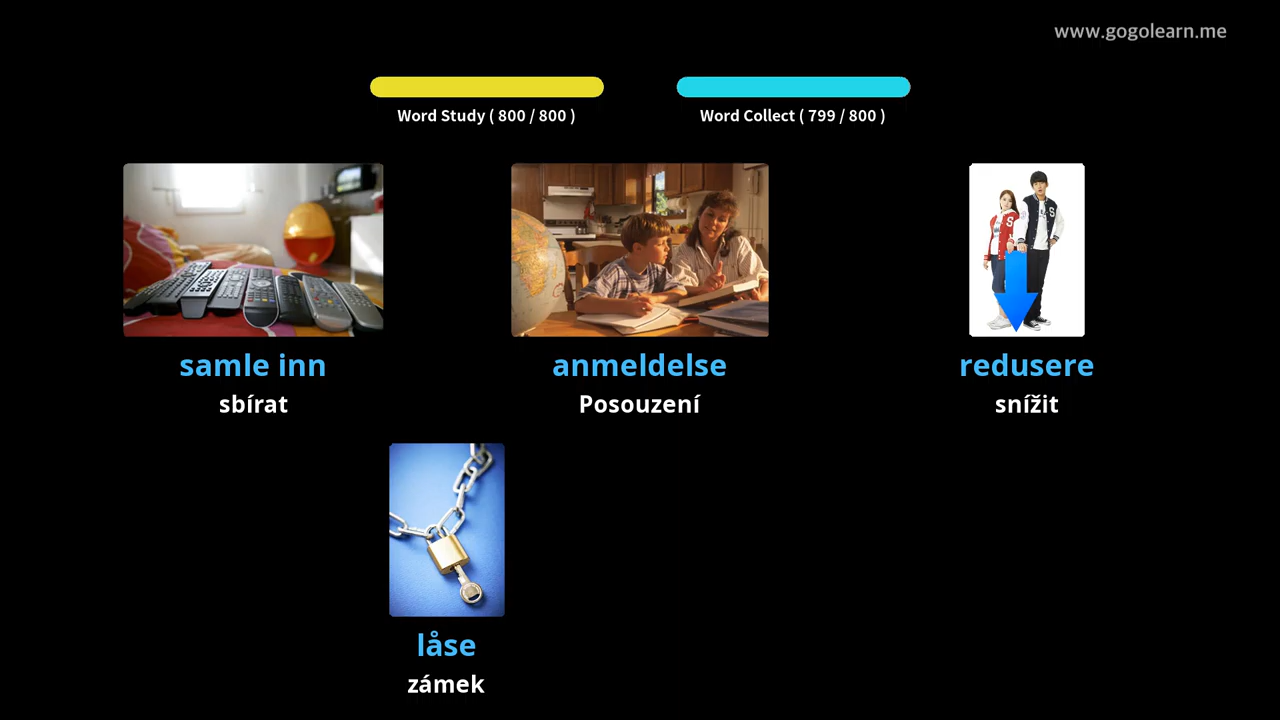 www.gogolearn.me
Word Study ( 800 / 800 )
Word Collect ( 799 / 800 )
samle inn
sbírat
anmeldelse
Posouzení
redusere
snížit
låse
zámek